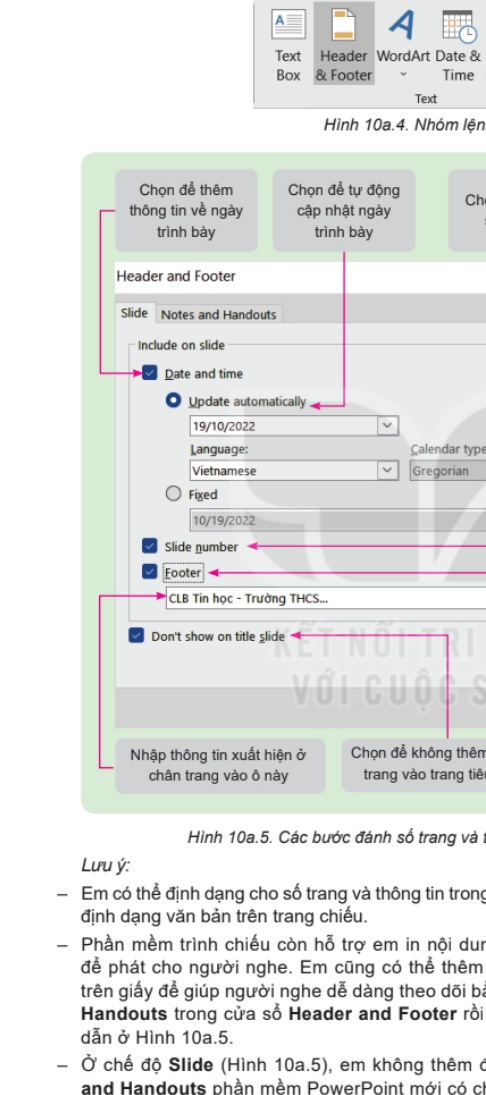 Text Header WordArt Date &
Box & Footer Time
Text
Hình 10a.4. Nhóm
Chọn để thêm
thông tin về ngày
trình bày
Chọn để tự động
cập nhật ngày
trình bày
Header and Footer
Slide Notes and Handouts
Include on slide
Date and time
Update automatically
19/10/2022
Language: Calendar type
Vietnamese Gregorian
Fixed
10/19/2022
Slide number
Footer
CLB Tin học - Trường THCS...
Don't show on title slide
KẾT NỐI TRI
VỚI CUỘC
Nhập thông tin xuất hiện ở
chân trang vào ô này
Chọn để không thêm
trang vào trang
Hình 10a.5. Các bước đánh số trang và
Lưu ý:
– Em có thể định dạng cho số trang và thông tin trong
định dạng văn bản trên trang chiếu.
– Phần mềm trình chiếu còn hỗ trợ em in nội
để phát cho người nghe. Em cũng có thể thêm
trên giấy để giúp người nghe dễ dàng theo dõi
Handouts trong cửa sổ Header and Footer rồi
dẫn ở Hình 10a.5.
– Ở chế độ Slide (Hình 10a.5), em không thêm
and Handouts phần mềm PowerPoint mới có